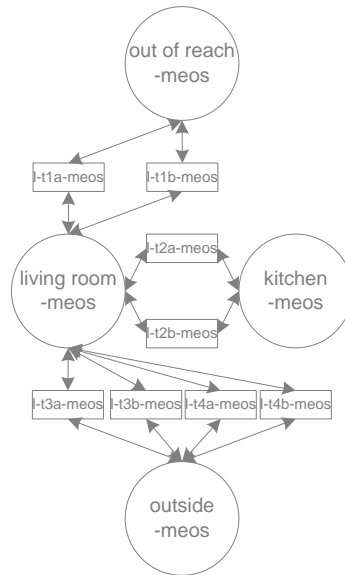 out of reach
-meos
l-t1a-meos
l-t1b-meos
l-t2a-meos
living room
-meos
kitchen
-meos
l-t2b-meos
l-t3a-meos
l-t3b-meos
l-t4a-meos
l-t4b-meos
outside
-meos